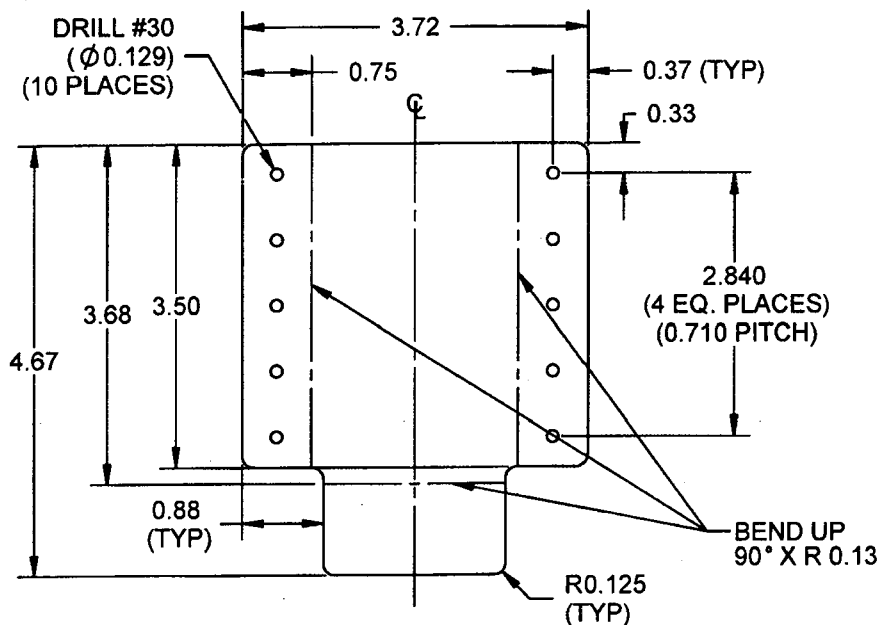 DRILL #30
(Ø0.129)
(10 PLACES)
3.72
0.75
0.37 (TYP)
0.33
℄
2.840
(4 EQ. PLACES)
(0.710 PITCH)
4.67
3.68
3.50
0.88
(TYP)
BEND UP
90° X R 0.13
R0.125
(TYP)